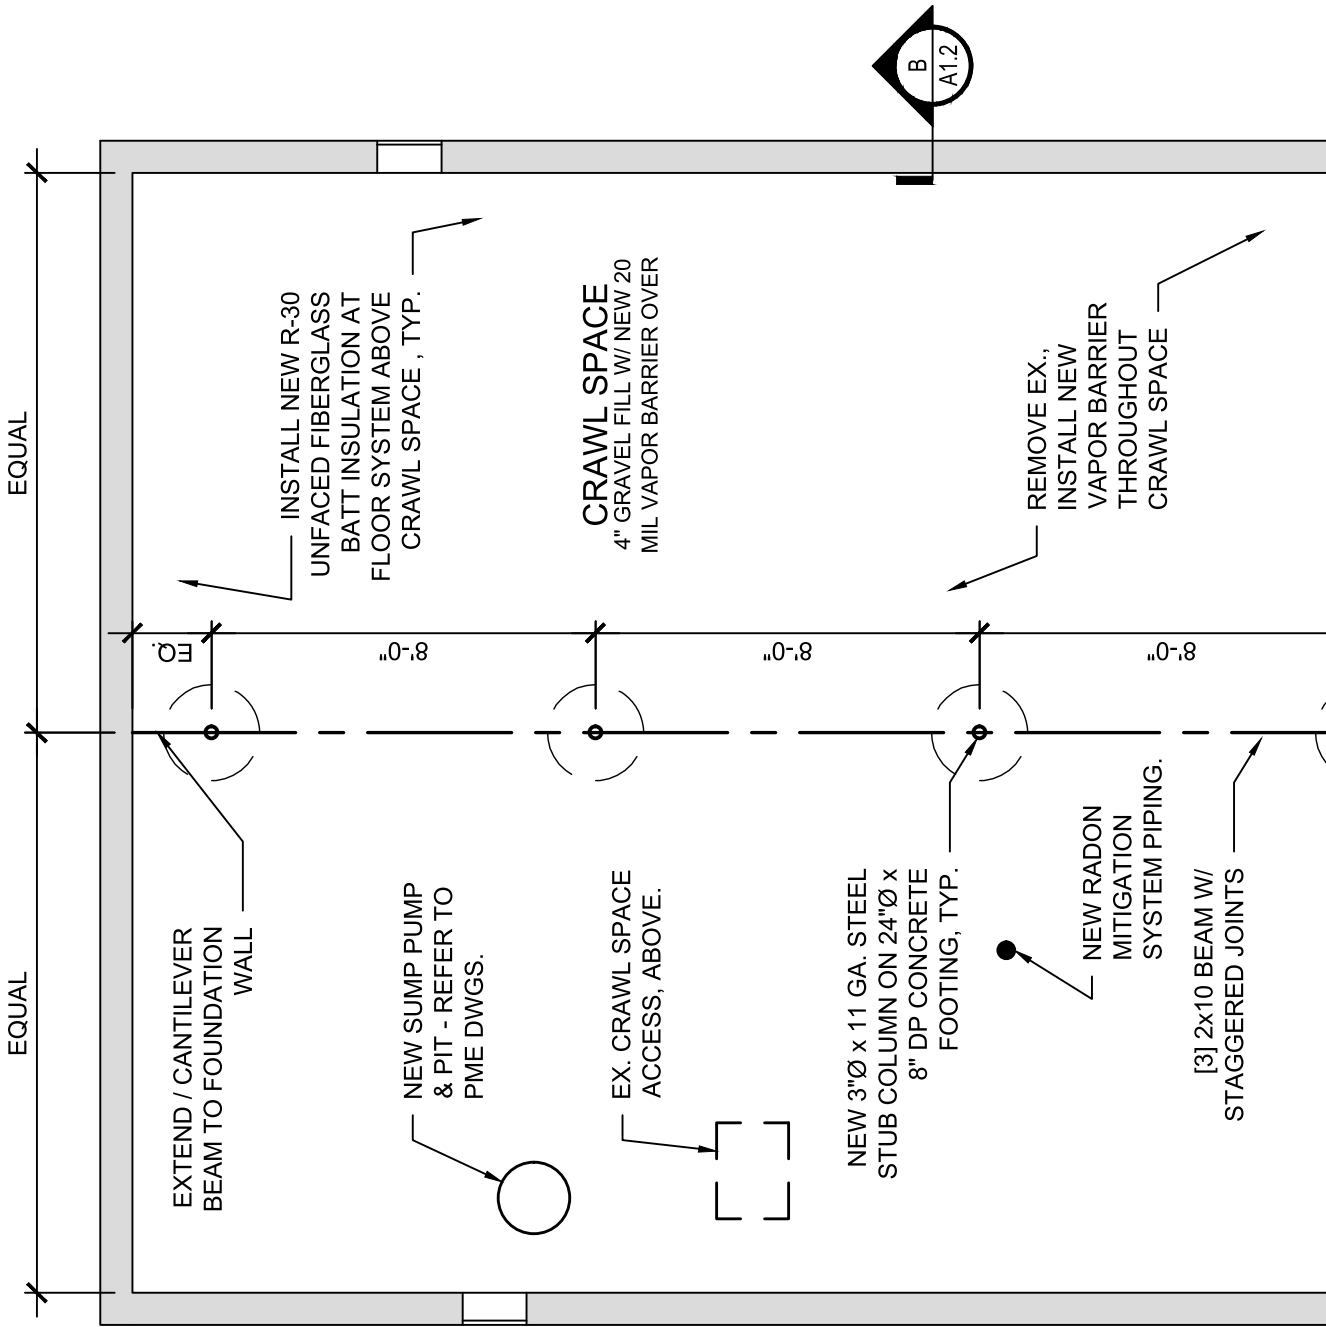 EQUAL
EQUAL
B
A1.2
INSTALL NEW R-30
UNFACED FIBERGLASS
BATT INSULATION AT
FLOOR SYSTEM ABOVE
CRAWL SPACE , TYP.
CRAWL SPACE
4" GRAVEL FILL W/ NEW 20
MIL VAPOR BARRIER OVER
REMOVE EX.,
INSTALL NEW
VAPOR BARRIER
THROUGHOUT
CRAWL SPACE
EQ.
8'-0"
8'-0"
8'-0"
EXTEND / CANTILEVER
BEAM TO FOUNDATION
WALL
NEW SUMP PUMP
& PIT - REFER TO
PME DWGS.
EX. CRAWL SPACE
ACCESS, ABOVE.
NEW 3"Ø x 11 GA. STEEL
STUB COLUMN ON 24"Ø x
8" DP CONCRETE
FOOTING, TYP.
NEW RADON
MITIGATION
SYSTEM PIPING.
[3] 2x10 BEAM W/
STAGGERED JOINTS